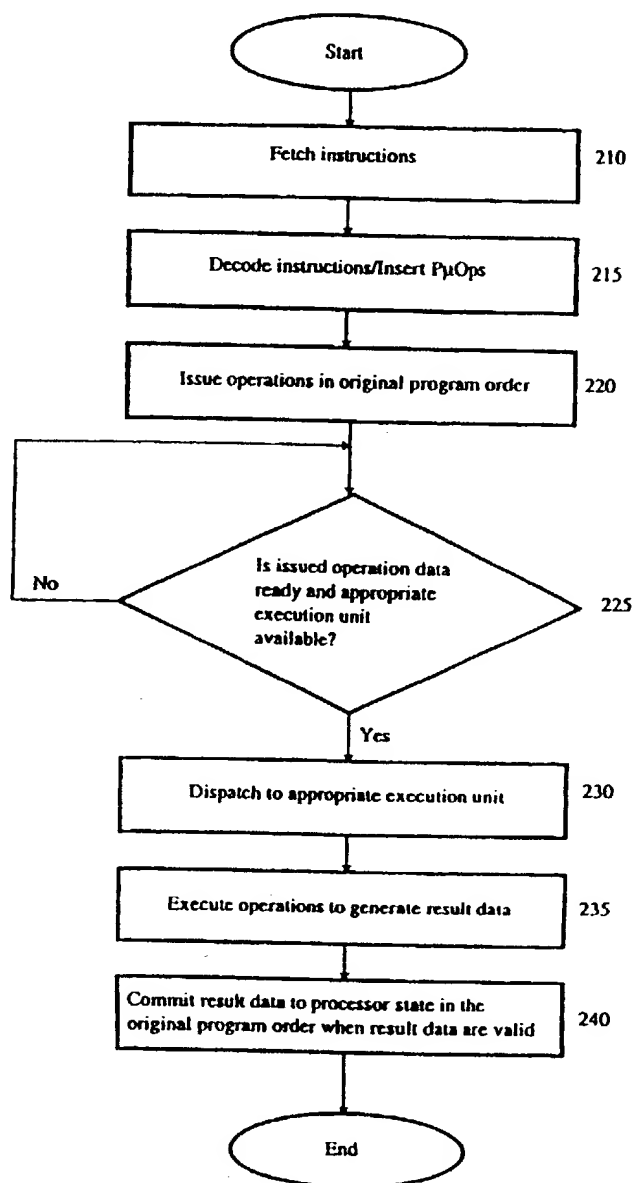 Start
Fetch instructions
210
Decode instructions/Insert PµOps
215
Issue operations in original program order
220
Is issued operation data
ready and appropriate
execution unit
available?
No
225
Yes
Dispatch to appropriate execution unit
230
Execute operations to generate result data
235
Commit result data to processor state in the
original program order when result data are valid
240
End